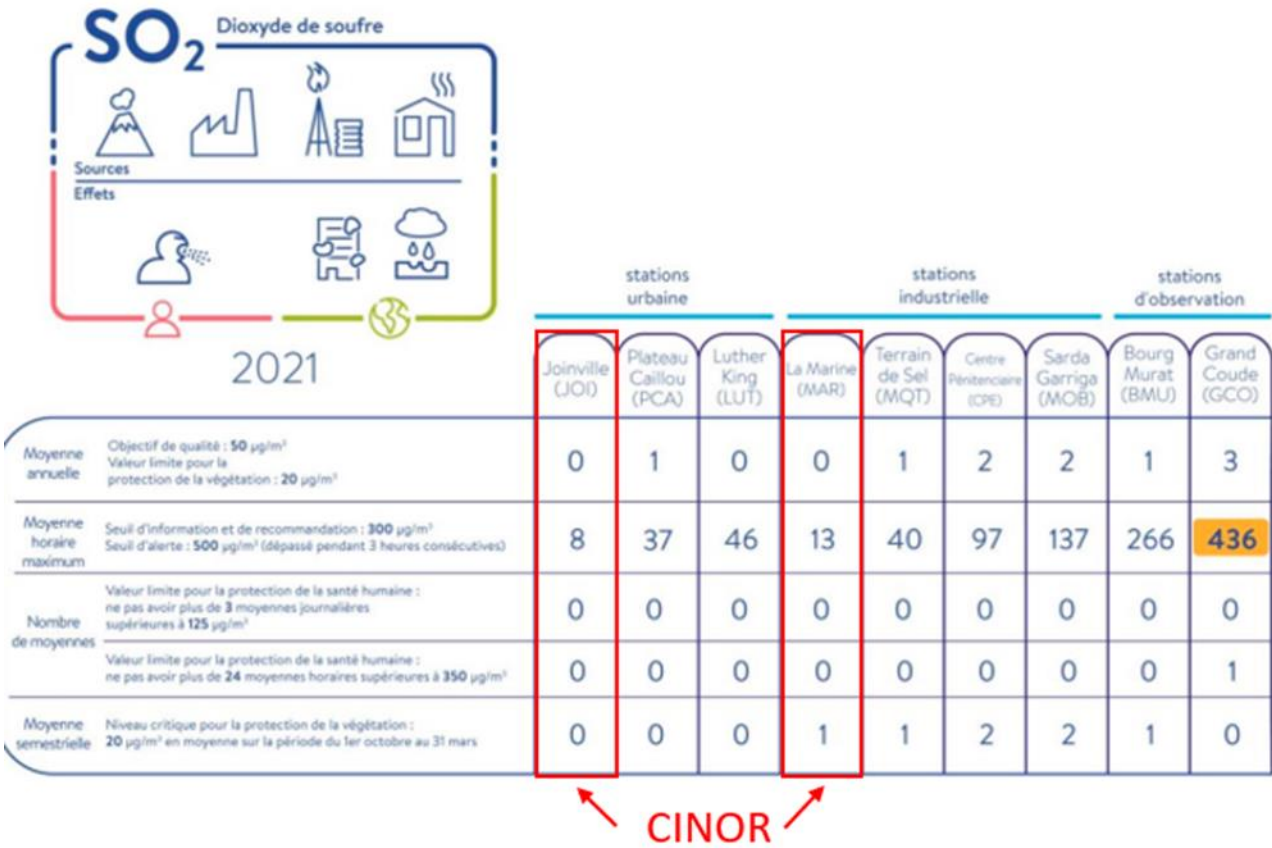 SO2 Dioxyde de soufre
Sources
Effets
2021
stations
urbaine
stations
industrielle
stations
d'observation
Joinville
(JOI)
Plateau
Caillou
(PCA)
Luther
King
(LUT)
La Marine
(MAR)
Terrain
de Sel
(MQT)
Centre
Pénitenciaire
(CPE)
Sarda
Garriga
(MOB)
Bourg
Murat
(BMU)
Grand
Coude
(GCO)
Moyenne
annuelle
Objectif de qualité : 50 µg/m³
Valeur limite pour la
protection de la végétation : 20 µg/m³
0 1 0 0 1 2 2 1 3
Moyenne
horaire
maximum
Seuil d'information et de recommandation : 300 µg/m³
Seuil d'alerte : 500 µg/m³ (dépassé pendant 3 heures consécutives)
8 37 46 13 40 97 137 266 436
Nombre
de moyennes
Valeur limite pour la protection de la santé humaine :
ne pas avoir plus de 3 moyennes journalières
supérieures à 125 µg/m³
0 0 0 0 0 0 0 0 0
Valeur limite pour la protection de la santé humaine :
ne pas avoir plus de 24 moyennes horaires supérieures à 350 µg/m³
0 0 0 0 0 0 0 0 1
Moyenne
semestrielle
Niveau critique pour la protection de la végétation :
20 µg/m³ en moyenne sur la période du 1er octobre au 31 mars
0 0 0 1 1 2 2 1 0
CINOR